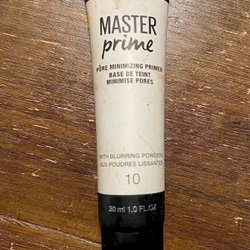 MASTER
prime
PORE MINIMIZING PRIMER
BASE DE TEINT
MINIMISE PORES
WITH BLURRING POWDERS
AUX POUDRES LISSANTES
10
30 ml 1.0 FL.OZ